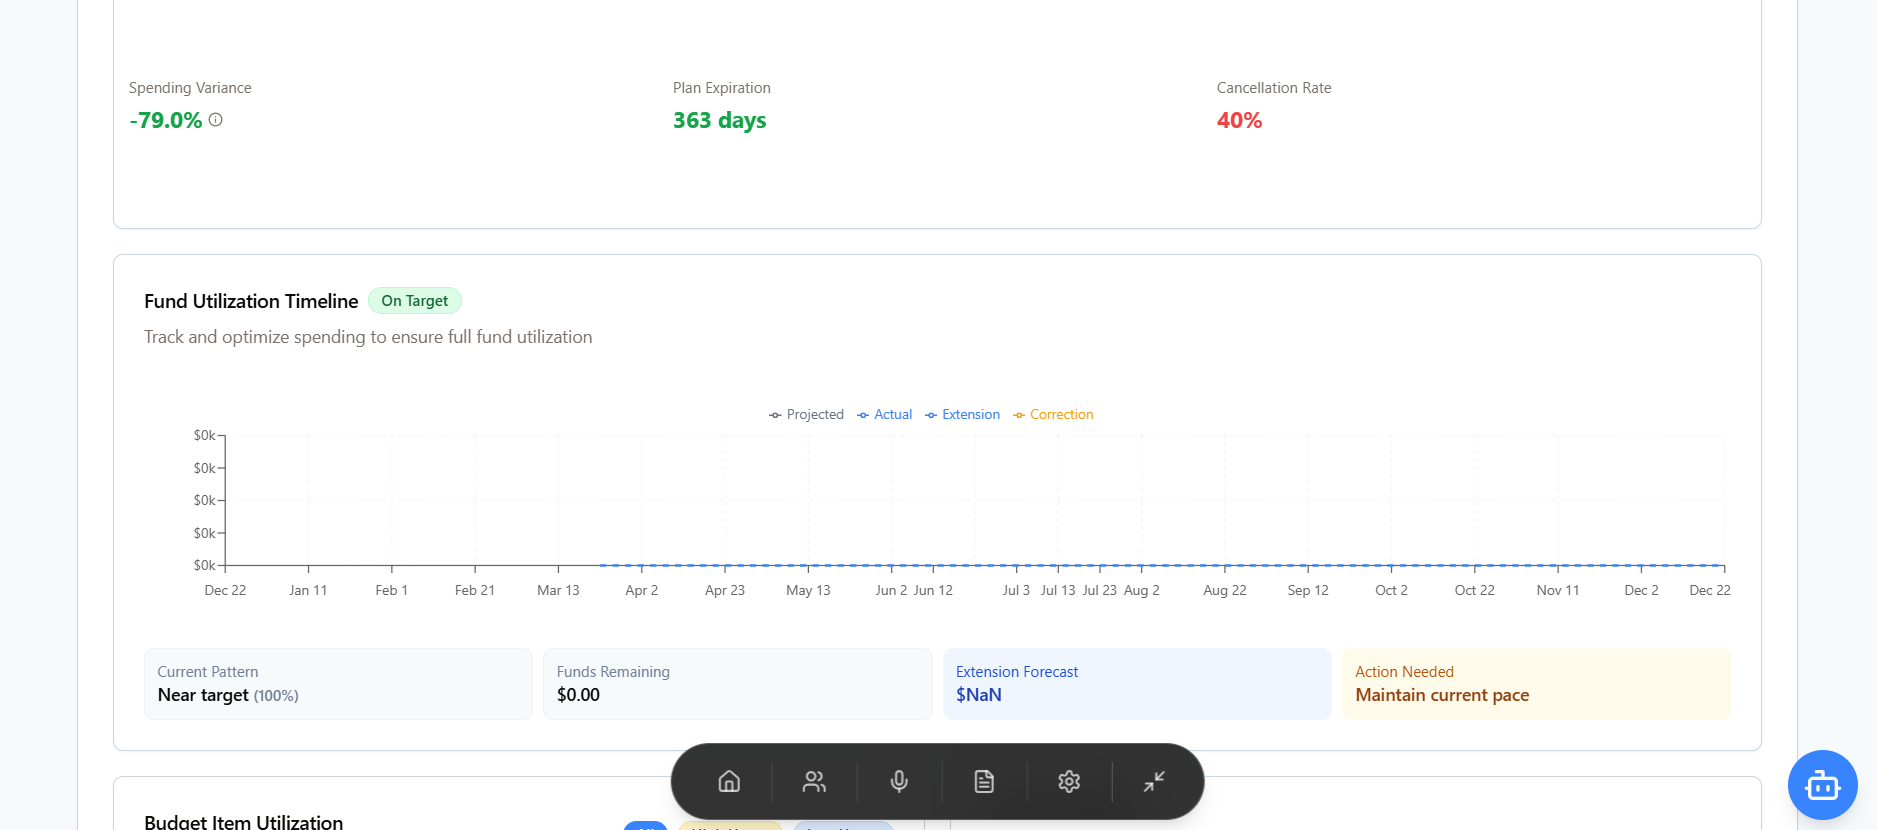 Spending Variance
-79.0%
Plan Expiration
363 days
Cancellation Rate
40%
Fund Utilization Timeline
On Target
Track and optimize spending to ensure full fund utilization
Projected Actual Extension Correction
$0k
$0k
$0k
$0k
$0k
Dec 22 Jan 11 Feb 1 Feb 21 Mar 13 Apr 2 Apr 23 May 13 Jun 2 Jun 12 Jul 3 Jul 13 Jul 23 Aug 2 Aug 22 Sep 12 Oct 2 Oct 22 Nov 11 Dec 2 Dec 22
Current Pattern
Near target (100%)
Funds Remaining
$0.00
Extension Forecast
$NaN
Action Needed
Maintain current pace
Budget Item Utilization